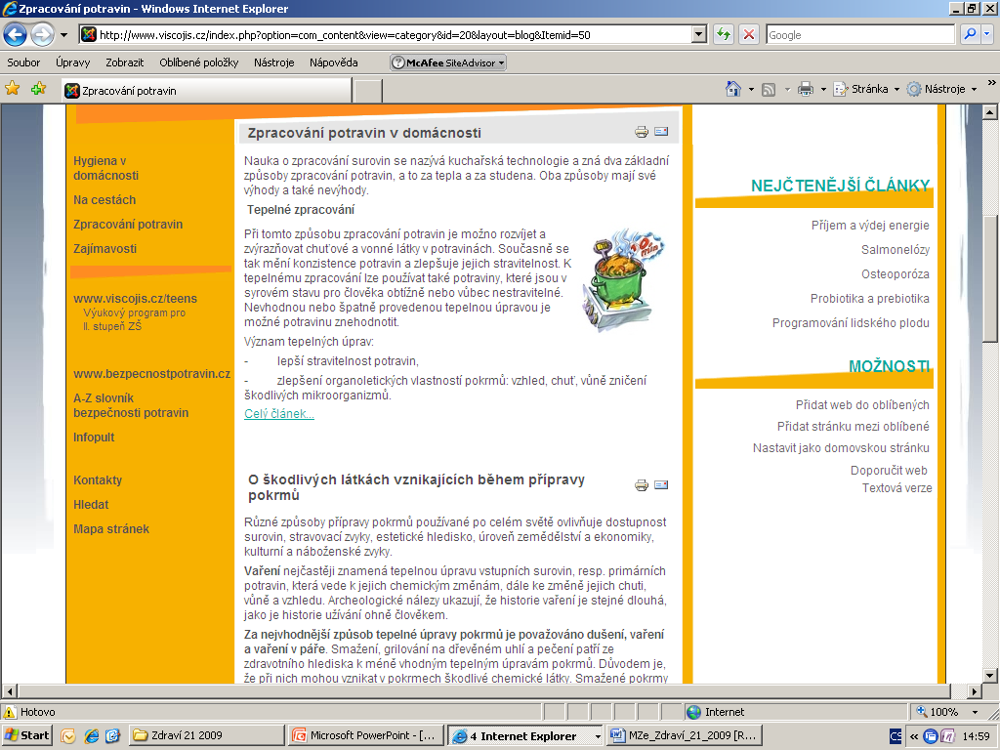 Zpracování potravin - Windows Internet Explorer
http://www.viscojis.cz/index.php?option=com_content&view=category&id=20&layout=blog&Itemid=50
Google
Soubor Úpravy Zobrazit Oblíbené položky Nástroje Nápověda McAfee SiteAdvisor
Zpracování potravin
Stránka Nástroje »
Hygiena v
domácnosti
Na cestách
Zpracování potravin
Zajímavosti
www.viscojis.cz/teens
Výukový program pro
II. stupeň ZŠ
www.bezpecnostpotravin.cz
A-Z slovník
bezpečnosti potravin
Infopult
Kontakty
Hledat
Mapa stránek
Zpracování potravin v domácnosti
Nauka o zpracování surovin se nazývá kuchařská technologie a zná dva základní
způsoby zpracování potravin, a to za tepla a za studena. Oba způsoby mají své
výhody a také nevýhody.
Tepelné zpracování
Při tomto způsobu zpracování potravin je možno rozvíjet a
zvýrazňovat chuťové a vonné látky v potravinách. Současně se
tak mění konzistence potravin a zlepšuje jejich stravitelnost. K
tepelnému zpracování lze používat také potraviny, které jsou v
syrovém stavu pro člověka obtížně nebo vůbec nestravitelné.
Nevhodnou nebo špatně provedenou tepelnou úpravou je
možné potravinu znehodnotit.
Význam tepelných úprav:
- lepší stravitelnost potravin,
- zlepšení organoletických vlastností pokrmů: vzhled, chuť, vůně zničení
škodlivých mikroorganizmů.
Celý článek...
O škodlivých látkách vznikajících během přípravy
pokrmů
Různé způsoby přípravy pokrmů používané po celém světě ovlivňuje dostupnost
surovin, stravovací zvyky, estetické hledisko, úroveň zemědělství a ekonomiky,
kulturní a náboženské zvyky.
Vaření nejčastěji znamená tepelnou úpravu vstupních surovin, resp. primárních
potravin, která vede k jejich chemickým změnám, dále ke změně jejich chuti,
vůně a vzhledu. Archeologické nálezy ukazují, že historie vaření je stejné dlouhá,
jako je historie užívání ohně člověkem.
Za nejvhodnější způsob tepelné úpravy pokrmů je považováno dušení, vaření
a vaření v páře. Smažení, grilování na dřevěném uhlí a pečení patří ze
zdravotního hlediska k méně vhodným tepelným úpravám pokrmů. Důvodem je,
že při nich mohou vznikat v pokrmech škodlivé chemické látky. Smažené pokrmy
NEJČTENĚJŠÍ ČLÁNKY
Příjem a výdej energie
Salmonelózy
Osteoporóza
Probiotika a prebiotika
Programování lidského plodu
MOŽNOSTI
Přidat web do oblíbených
Přidat stránku mezi oblíbené
Nastavit jako domovskou stránku
Doporučit web
Textová verze
Hotovo Internet 100%
Start Zdraví 21 2009 Microsoft PowerPoint - [... 4 Internet Explorer MZe_Zdraví_21_2009 [R... CS « 14:59